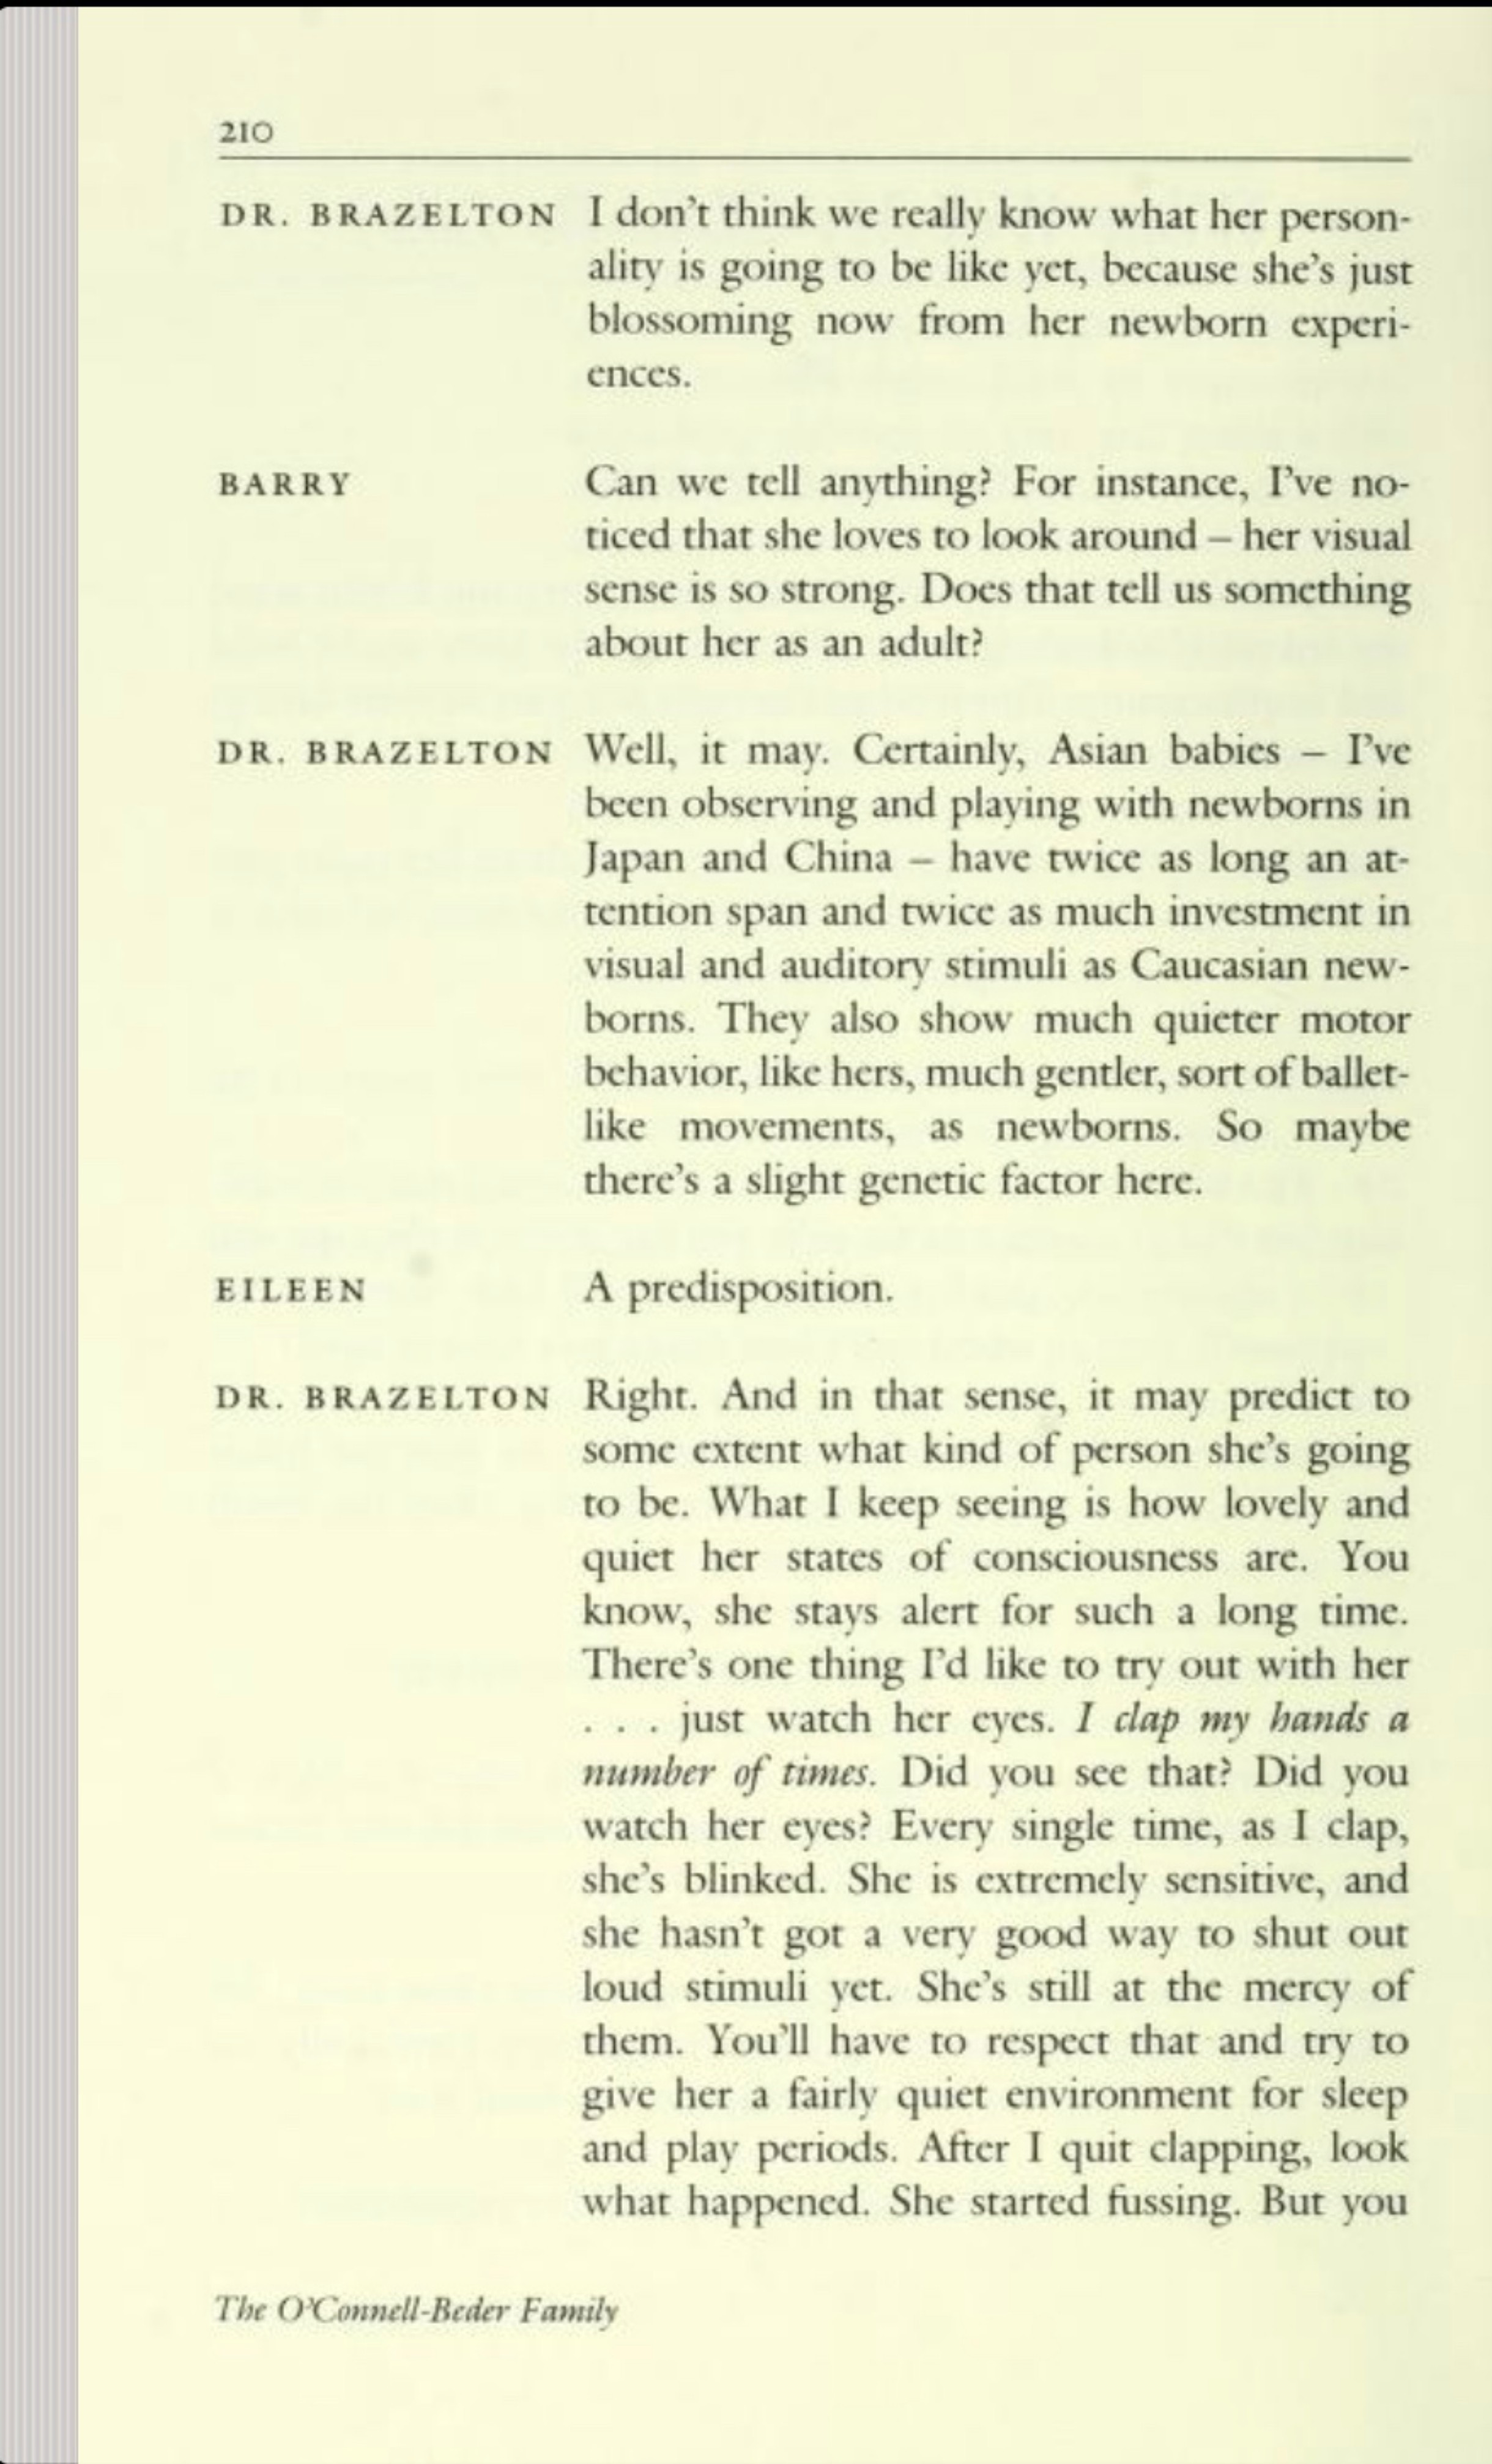 210
DR. BRAZELTON I don't think we really know what her person-
ality is going to be like yet, because she's just
blossoming now from her newborn experi-
ences.
BARRY Can we tell anything? For instance, I've no-
ticed that she loves to look around – her visual
sense is so strong. Does that tell us something
about her as an adult?
DR. BRAZELTON Well, it may. Certainly, Asian babies – I've
been observing and playing with newborns in
Japan and China – have twice as long an at-
tention span and twice as much investment in
visual and auditory stimuli as Caucasian new-
borns. They also show much quieter motor
behavior, like hers, much gentler, sort of ballet-
like movements, as newborns. So maybe
there's a slight genetic factor here.
EILEEN A predisposition.
DR. BRAZELTON Right. And in that sense, it may predict to
some extent what kind of person she's going
to be. What I keep seeing is how lovely and
quiet her states of consciousness are. You
know, she stays alert for such a long time.
There's one thing I'd like to try out with her
. . . just watch her eyes. I clap my hands a
number of times. Did you see that? Did you
watch her eyes? Every single time, as I clap,
she's blinked. She is extremely sensitive, and
she hasn't got a very good way to shut out
loud stimuli yet. She's still at the mercy of
them. You'll have to respect that and try to
give her a fairly quiet environment for sleep
and play periods. After I quit clapping, look
what happened. She started fussing. But you
The O'Connell-Beder Family